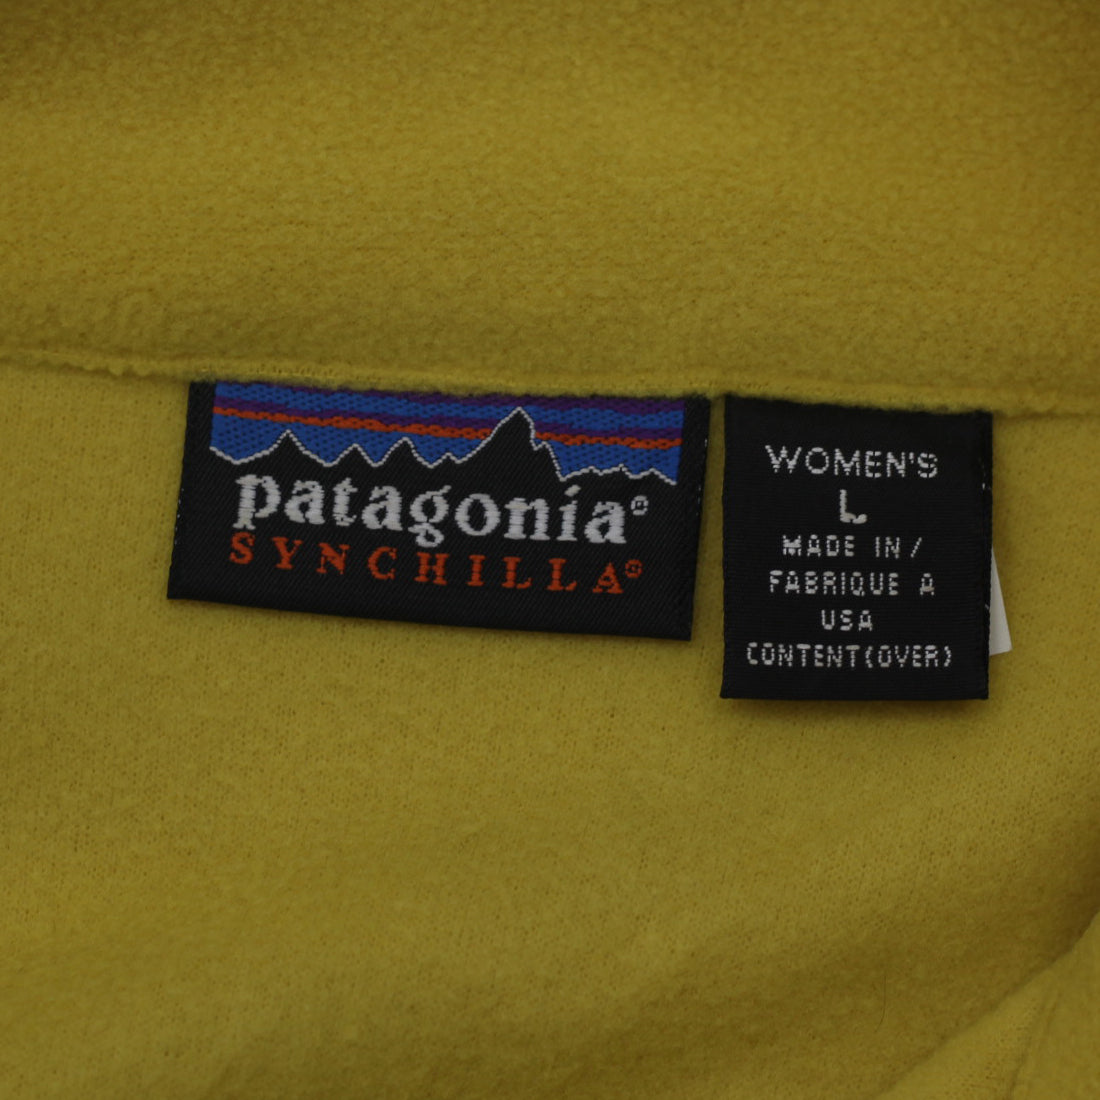 patagonia®
SYNCHILLA®
WOMEN'S
L
MADE IN/
FABRIQUE A
USA
CONTENT(OVER)